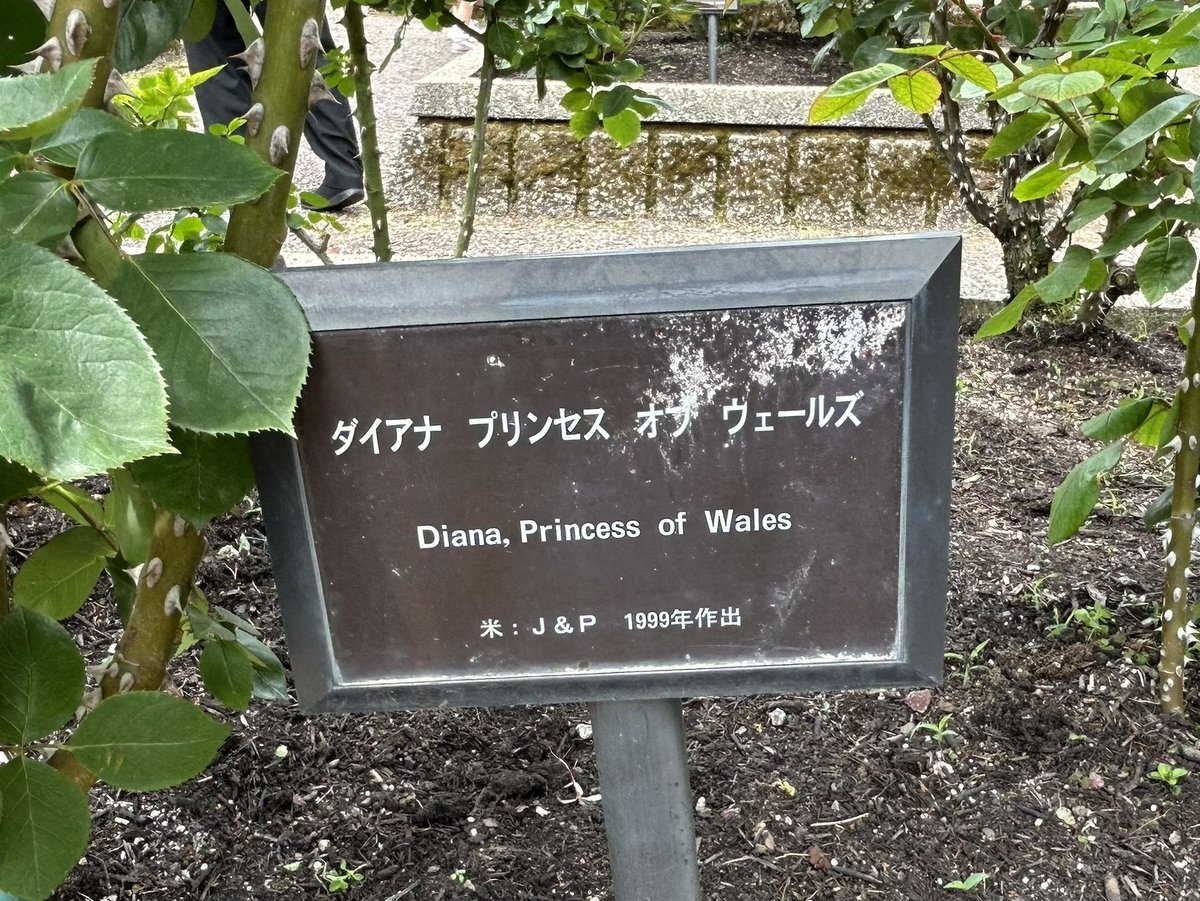 ダイアナ プリンセス オブ ウェールズ
Diana, Princess of Wales
米：J＆P 1999年作出